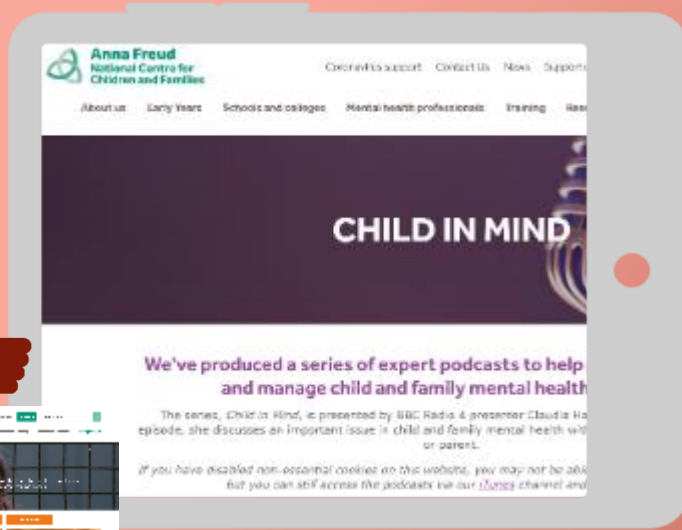 Anna Freud
National Centre for
Children and Families
Coronavirus support Contact Us News Support
About us Early Years Schools and colleges Mental health professionals Training
CHILD IN MIND
We've produced a series of expert podcasts to help
and manage child and family mental health
The series, Child in Mind, is presented by BBC Radio 4 presenter Claudia Ha
episode, she discusses an important issue in child and family mental health wit
or parent.
If you have disabled non-essential cookies on this website, you may not be abl
but you can still access the podcasts via our iTunes channel and